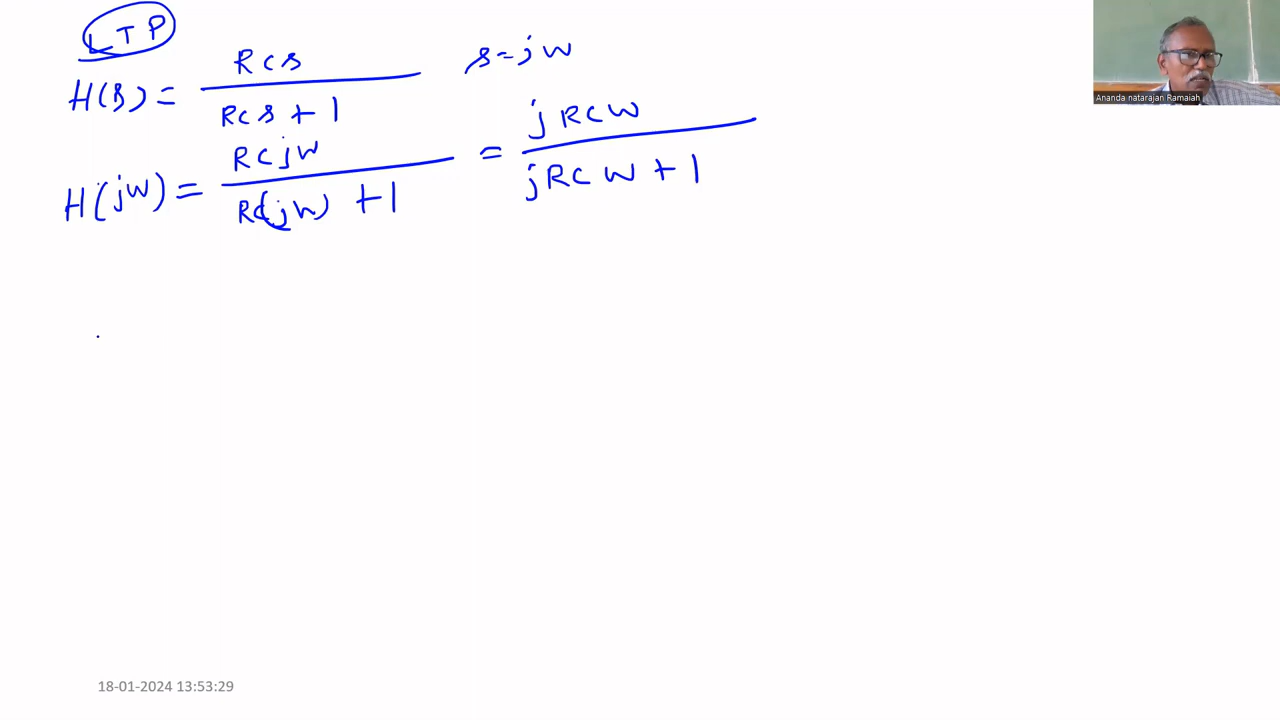 LTP
H(s) = RCs / RCs + 1 s = jw
H(jw) = RCjw / RC(jw) + 1 = jRCw / jRCw + 1
Ananda natarajan Ramaiah
18-01-2024 13:53:29